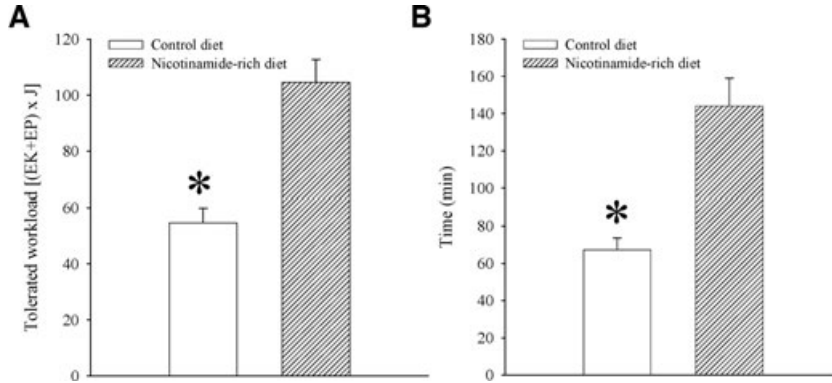 A
Tolerated workload [(EK+EP) x J]
120
100
80
60
40
20
0
Control diet
Nicotinamide-rich diet
*
B
Time (min)
180
160
140
120
100
80
60
40
20
0
Control diet
Nicotinamide-rich diet
*